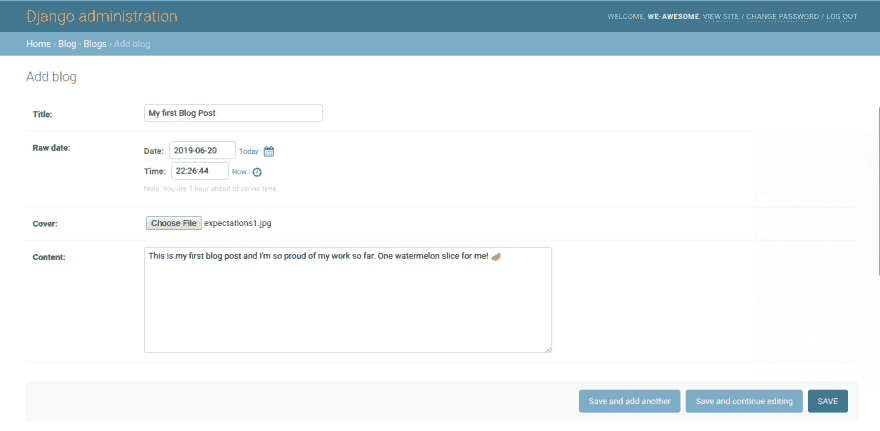 Django administration
WELCOME, WE-AWESOME. VIEW SITE / CHANGE PASSWORD / LOG OUT
Home › Blog › Blogs › Add blog
Add blog
Title: My first Blog Post
Raw date:
Date: 2019-06-20 Today
Time: 22:26:44 Now
Note: You are 1 hour ahead of server time.
Cover: Choose File expectations1.jpg
Content: This is my first blog post and I'm so proud of my work so far. One watermelon slice for me! 🍉
Save and add another Save and continue editing SAVE